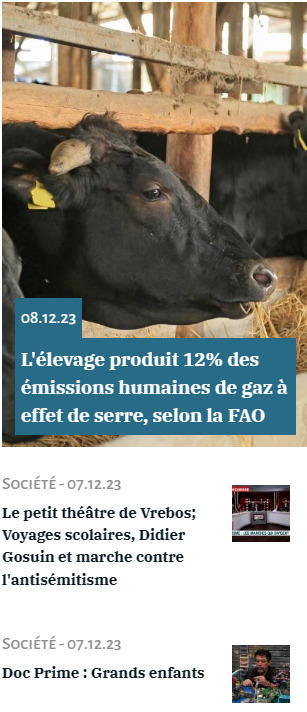 08.12.23
L'élevage produit 12% des
émissions humaines de gaz à
effet de serre, selon la FAO
Société - 07.12.23
Le petit théâtre de Vrebos;
Voyages scolaires, Didier
Gosuin et marche contre
l'antisémitisme
Société - 07.12.23
Doc Prime : Grands enfants